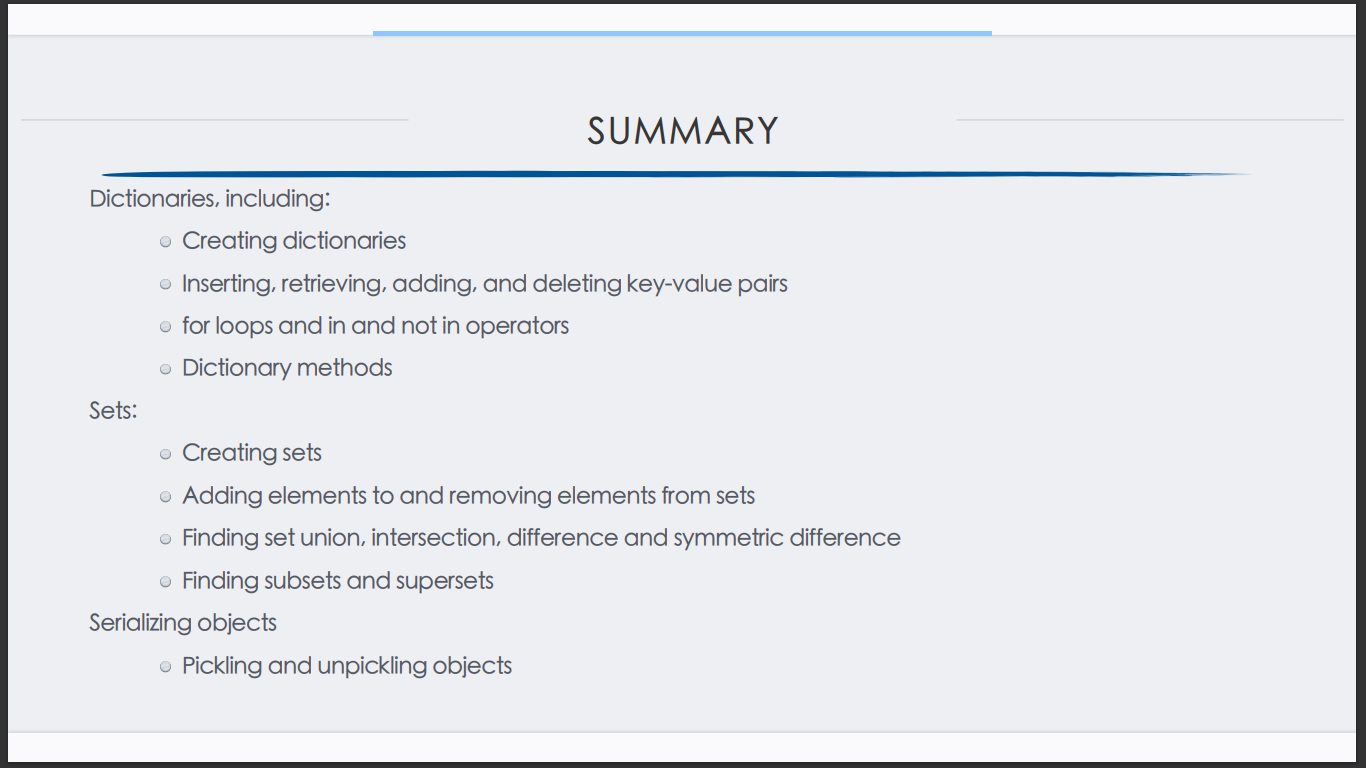 SUMMARY
Dictionaries, including:
Creating dictionaries
Inserting, retrieving, adding, and deleting key-value pairs
for loops and in and not in operators
Dictionary methods
Sets:
Creating sets
Adding elements to and removing elements from sets
Finding set union, intersection, difference and symmetric difference
Finding subsets and supersets
Serializing objects
Pickling and unpickling objects